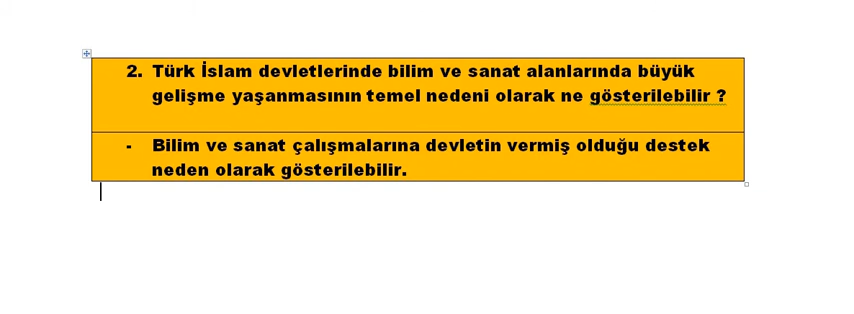 2. Türk İslam devletlerinde bilim ve sanat alanlarında büyük
gelişme yaşanmasının temel nedeni olarak ne gösterilebilir ?
- Bilim ve sanat çalışmalarına devletin vermiş olduğu destek
neden olarak gösterilebilir.